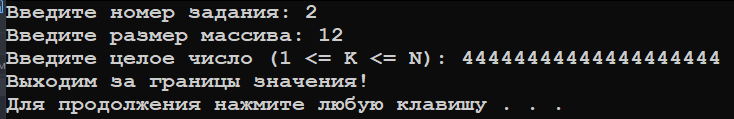 Введите номер задания: 2
Введите размер массива: 12
Введите целое число (1 <= K <= N): 44444444444444444444
Выходим за границы значения!
Для продолжения нажмите любую клавишу . . .